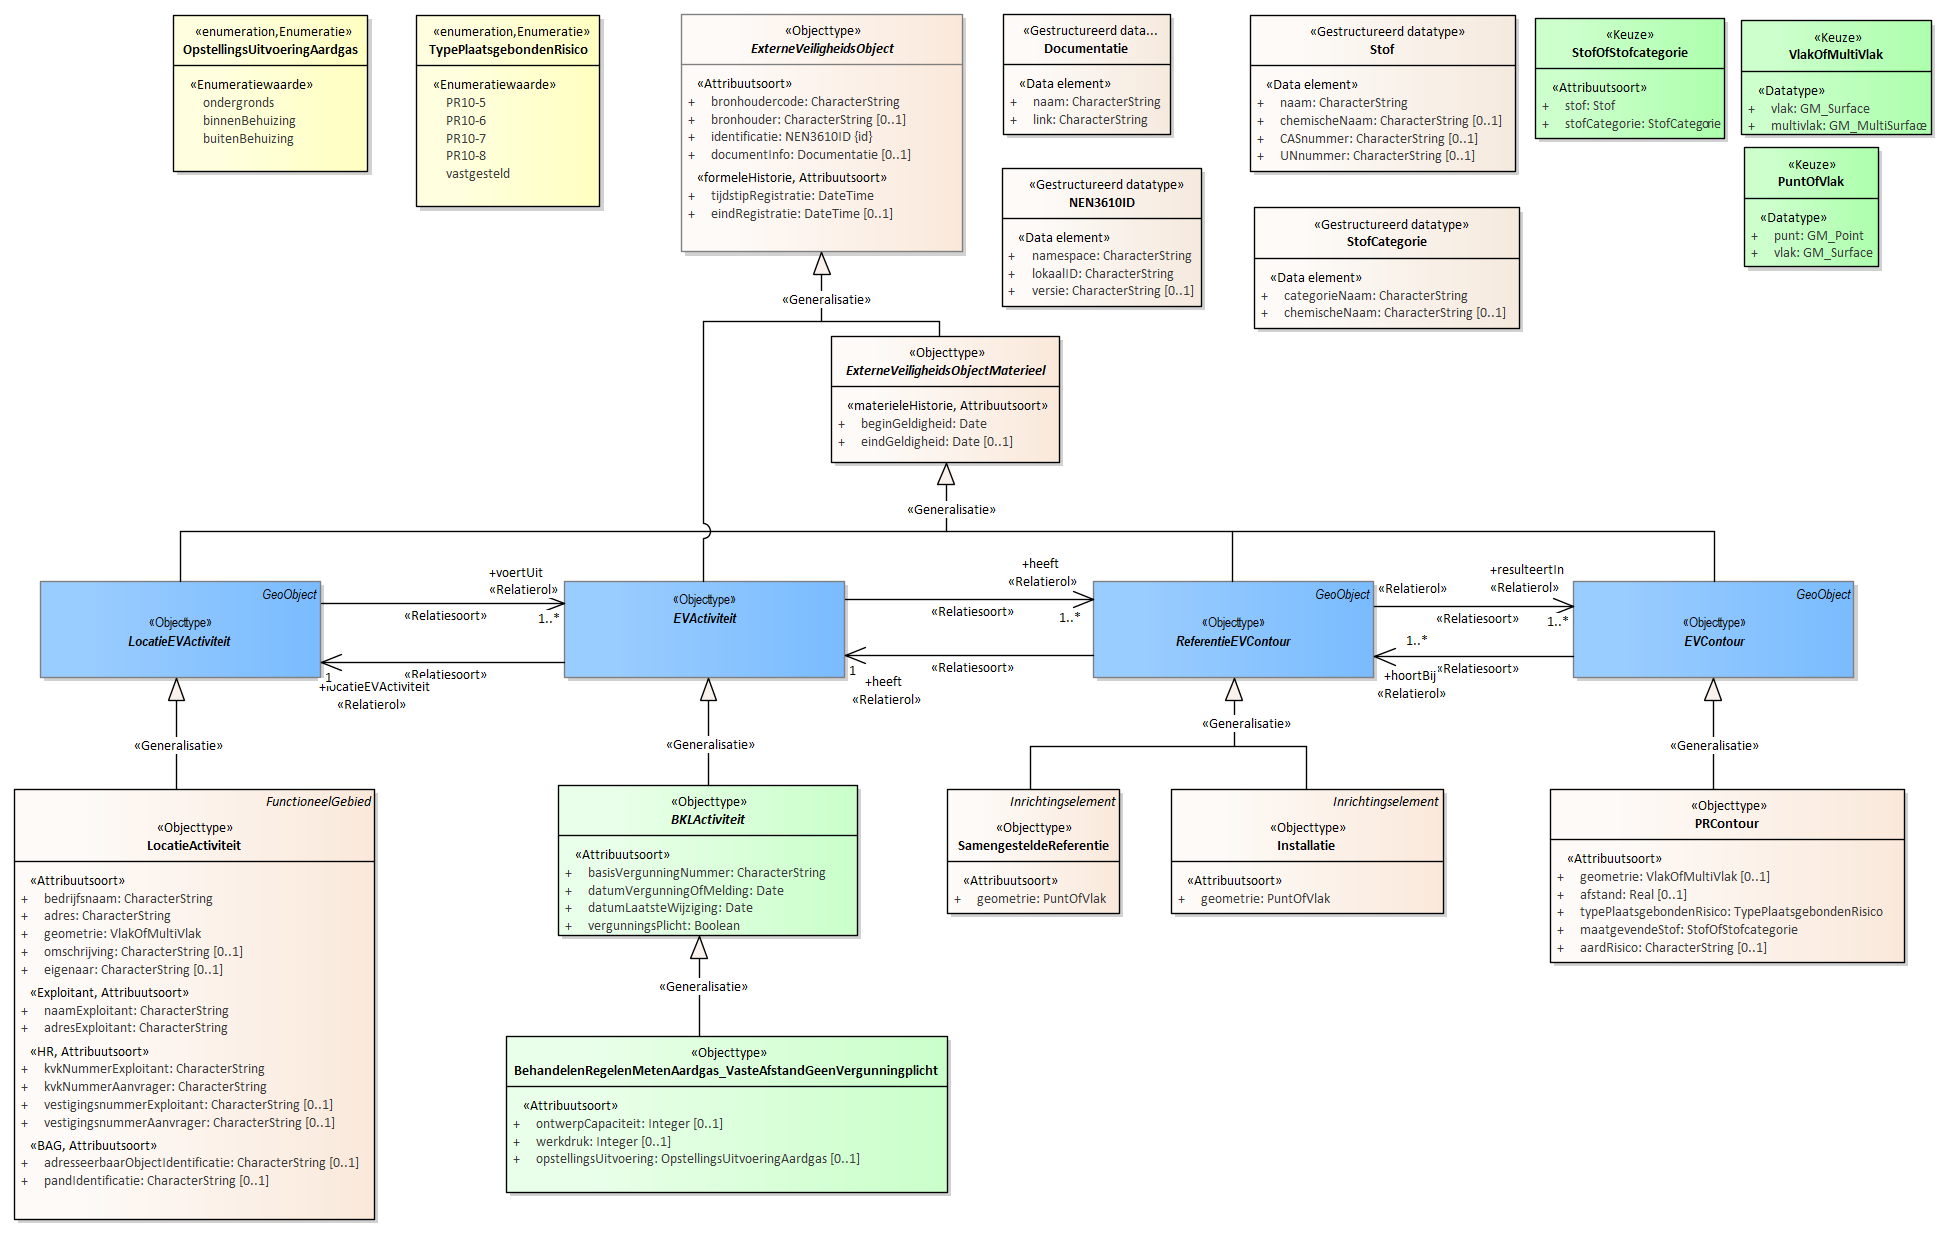 «enumeration,Enumeratie»
OpstellingsUitvoeringAardgas
«Enumeratiewaarde»
ondergronds
binnenBehuizing
buitenBehuizing
«enumeration,Enumeratie»
TypePlaatsgebondenRisico
«Enumeratiewaarde»
PR10-5
PR10-6
PR10-7
PR10-8
vastgesteld
«Objecttype»
ExterneVeiligheidsObject
«Attribuutsoort»
+ bronhoudercode: CharacterString
+ bronhouder: CharacterString [0..1]
+ identificatie: NEN3610ID {id}
+ documentInfo: Documentatie [0..1]
«formeleHistorie, Attribuutsoort»
+ tijdstipRegistratie: DateTime
+ eindRegistratie: DateTime [0..1]
«Gestructureerd data...
Documentatie
«Data element»
+ naam: CharacterString
+ link: CharacterString
«Gestructureerd datatype»
NEN3610ID
«Data element»
+ namespace: CharacterString
+ lokaalID: CharacterString
+ versie: CharacterString [0..1]
«Gestructureerd datatype»
Stof
«Data element»
+ naam: CharacterString
+ chemischeNaam: CharacterString [0..1]
+ CASnummer: CharacterString [0..1]
+ UNnummer: CharacterString [0..1]
«Gestructureerd datatype»
StofCategorie
«Data element»
+ categorieNaam: CharacterString
+ chemischeNaam: CharacterString [0..1]
«Keuze»
StofOfStofcategorie
«Attribuutsoort»
+ stof: Stof
+ stofCategorie: StofCategorie
«Keuze»
VlakOfMultiVlak
«Datatype»
+ vlak: GM_Surface
+ multivlak: GM_MultiSurface
«Keuze»
PuntOfVlak
«Datatype»
+ punt: GM_Point
+ vlak: GM_Surface
«Generalisatie»
«Objecttype»
ExterneVeiligheidsObjectMaterieel
«materieleHistorie, Attribuutsoort»
+ beginGeldigheid: Date
+ eindGeldigheid: Date [0..1]
«Generalisatie»
GeoObject
«Objecttype»
LocatieEVActiviteit
+voertUit
«Relatierol»
«Relatiesoort»
1..*
«Relatiesoort»
1
+locatieEVActiviteit
«Relatierol»
«Objecttype»
EVActiviteit
+heeft
«Relatierol»
«Relatiesoort»
1..*
«Relatiesoort»
1
+heeft
«Relatierol»
GeoObject
«Objecttype»
ReferentieEVContour
«Relatierol»
+resulteertIn
«Relatierol»
«Relatiesoort»
1..*
1..*
«Relatiesoort»
+hoortBij
«Relatierol»
GeoObject
«Objecttype»
EVContour
«Generalisatie»
«Generalisatie»
«Generalisatie»
«Generalisatie»
FunctioneelGebied
«Objecttype»
LocatieActiviteit
«Attribuutsoort»
+ bedrijfsnaam: CharacterString
+ adres: CharacterString
+ geometrie: VlakOfMultiVlak
+ omschrijving: CharacterString [0..1]
+ eigenaar: CharacterString [0..1]
«Exploitant, Attribuutsoort»
+ naamExploitant: CharacterString
+ adresExploitant: CharacterString
«HR, Attribuutsoort»
+ kvkNummerExploitant: CharacterString
+ kvkNummerAanvrager: CharacterString
+ vestigingsnummerExploitant: CharacterString [0..1]
+ vestigingsnummerAanvrager: CharacterString [0..1]
«BAG, Attribuutsoort»
+ adresseerbaarObjectIdentificatie: CharacterString [0..1]
+ pandIdentificatie: CharacterString [0..1]
«Objecttype»
BKLActiviteit
«Attribuutsoort»
+ basisVergunningNummer: CharacterString
+ datumVergunningOfMelding: Date
+ datumLaatsteWijziging: Date
+ vergunningsPlicht: Boolean
«Generalisatie»
«Objecttype»
BehandelenRegelenMetenAardgas_VasteAfstandGeenVergunningplicht
«Attribuutsoort»
+ ontwerpCapaciteit: Integer [0..1]
+ werkdruk: Integer [0..1]
+ opstellingsUitvoering: OpstellingsUitvoeringAardgas [0..1]
Inrichtingselement
«Objecttype»
SamengesteldeReferentie
«Attribuutsoort»
+ geometrie: PuntOfVlak
Inrichtingselement
«Objecttype»
Installatie
«Attribuutsoort»
+ geometrie: PuntOfVlak
«Objecttype»
PRContour
«Attribuutsoort»
+ geometrie: VlakOfMultiVlak [0..1]
+ afstand: Real [0..1]
+ typePlaatsgebondenRisico: TypePlaatsgebondenRisico
+ maatgevendeStof: StofOfStofcategorie
+ aardRisico: CharacterString [0..1]